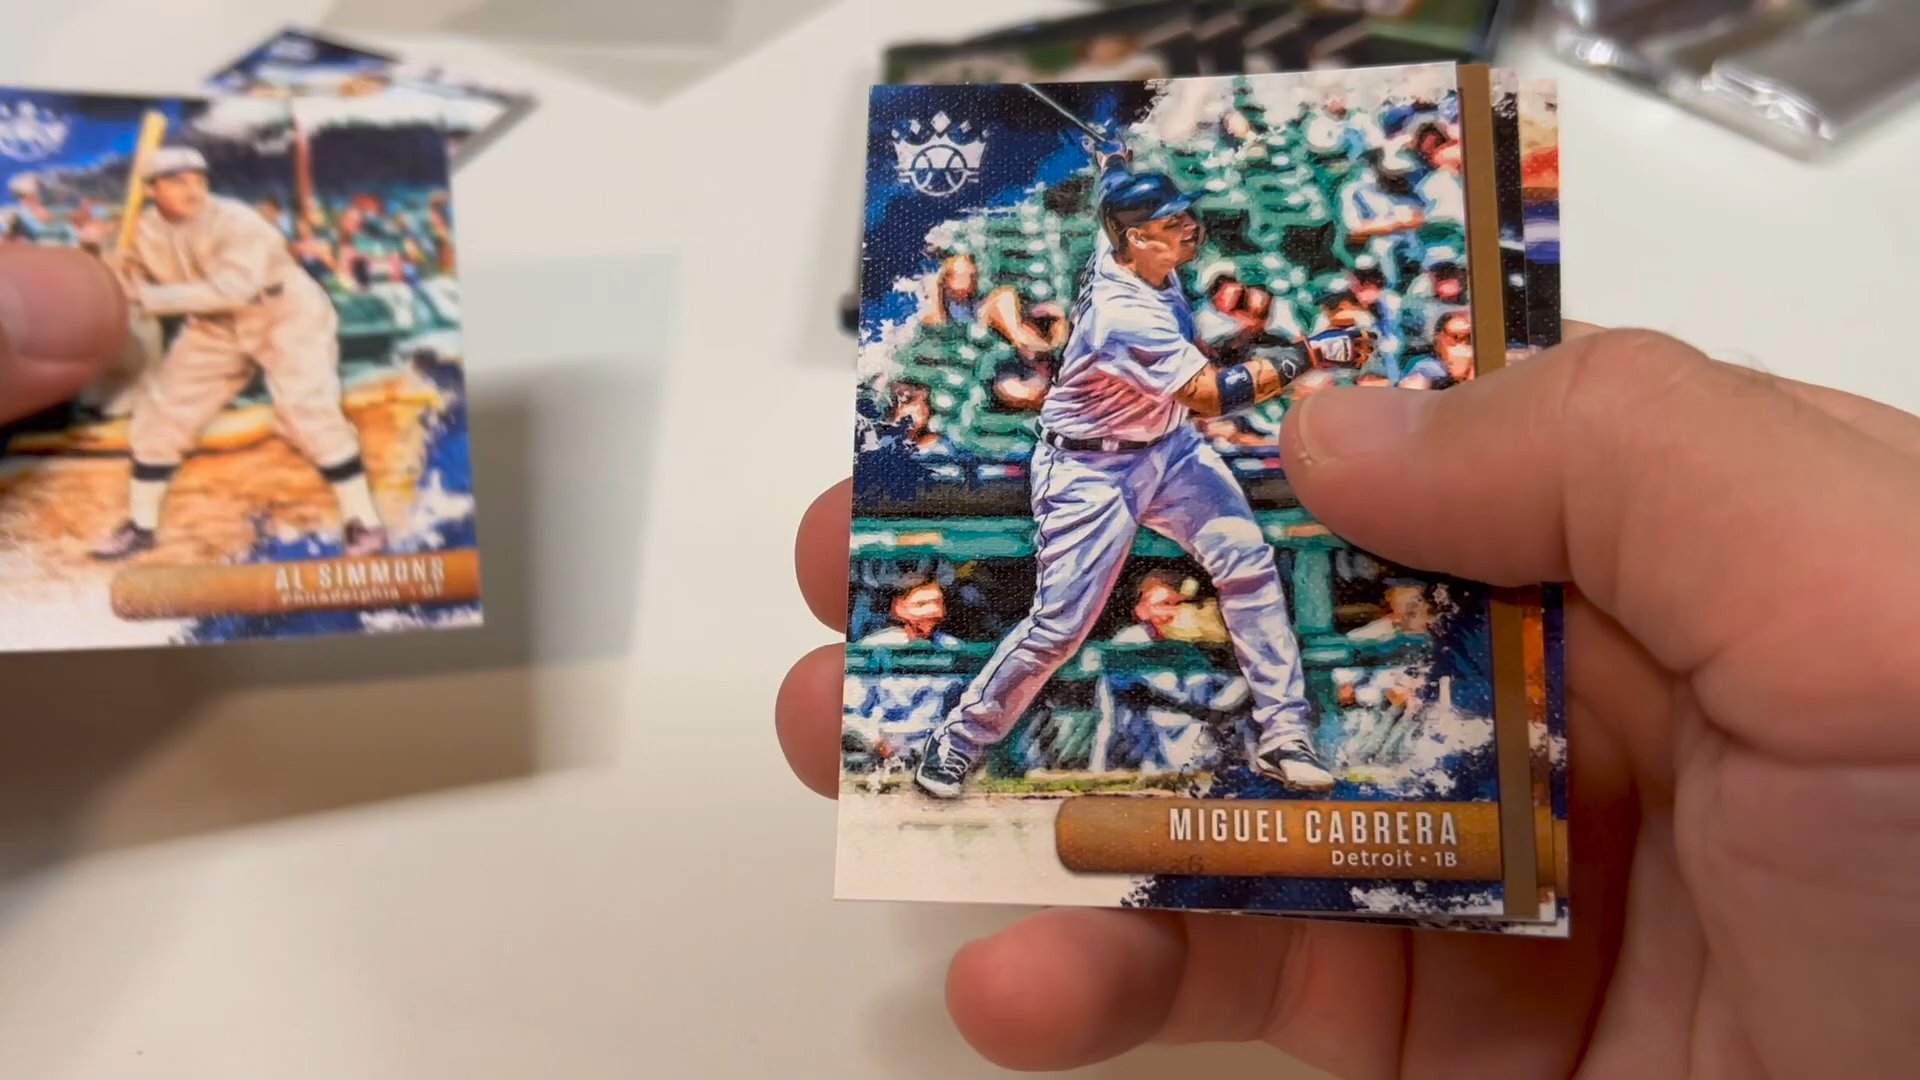 AL SIMMONS
Philadelphia • OF
MIGUEL CABRERA
Detroit • 1B